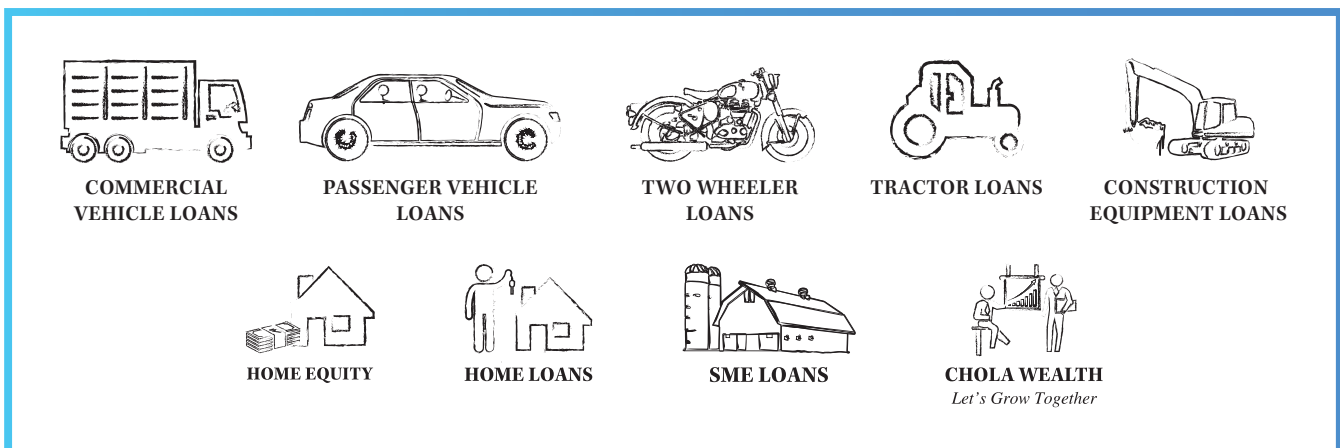 COMMERCIAL
VEHICLE LOANS
PASSENGER VEHICLE
LOANS
TWO WHEELER
LOANS
TRACTOR LOANS
CONSTRUCTION
EQUIPMENT LOANS
HOME EQUITY
HOME LOANS
SME LOANS
CHOLA WEALTH
Let's Grow Together